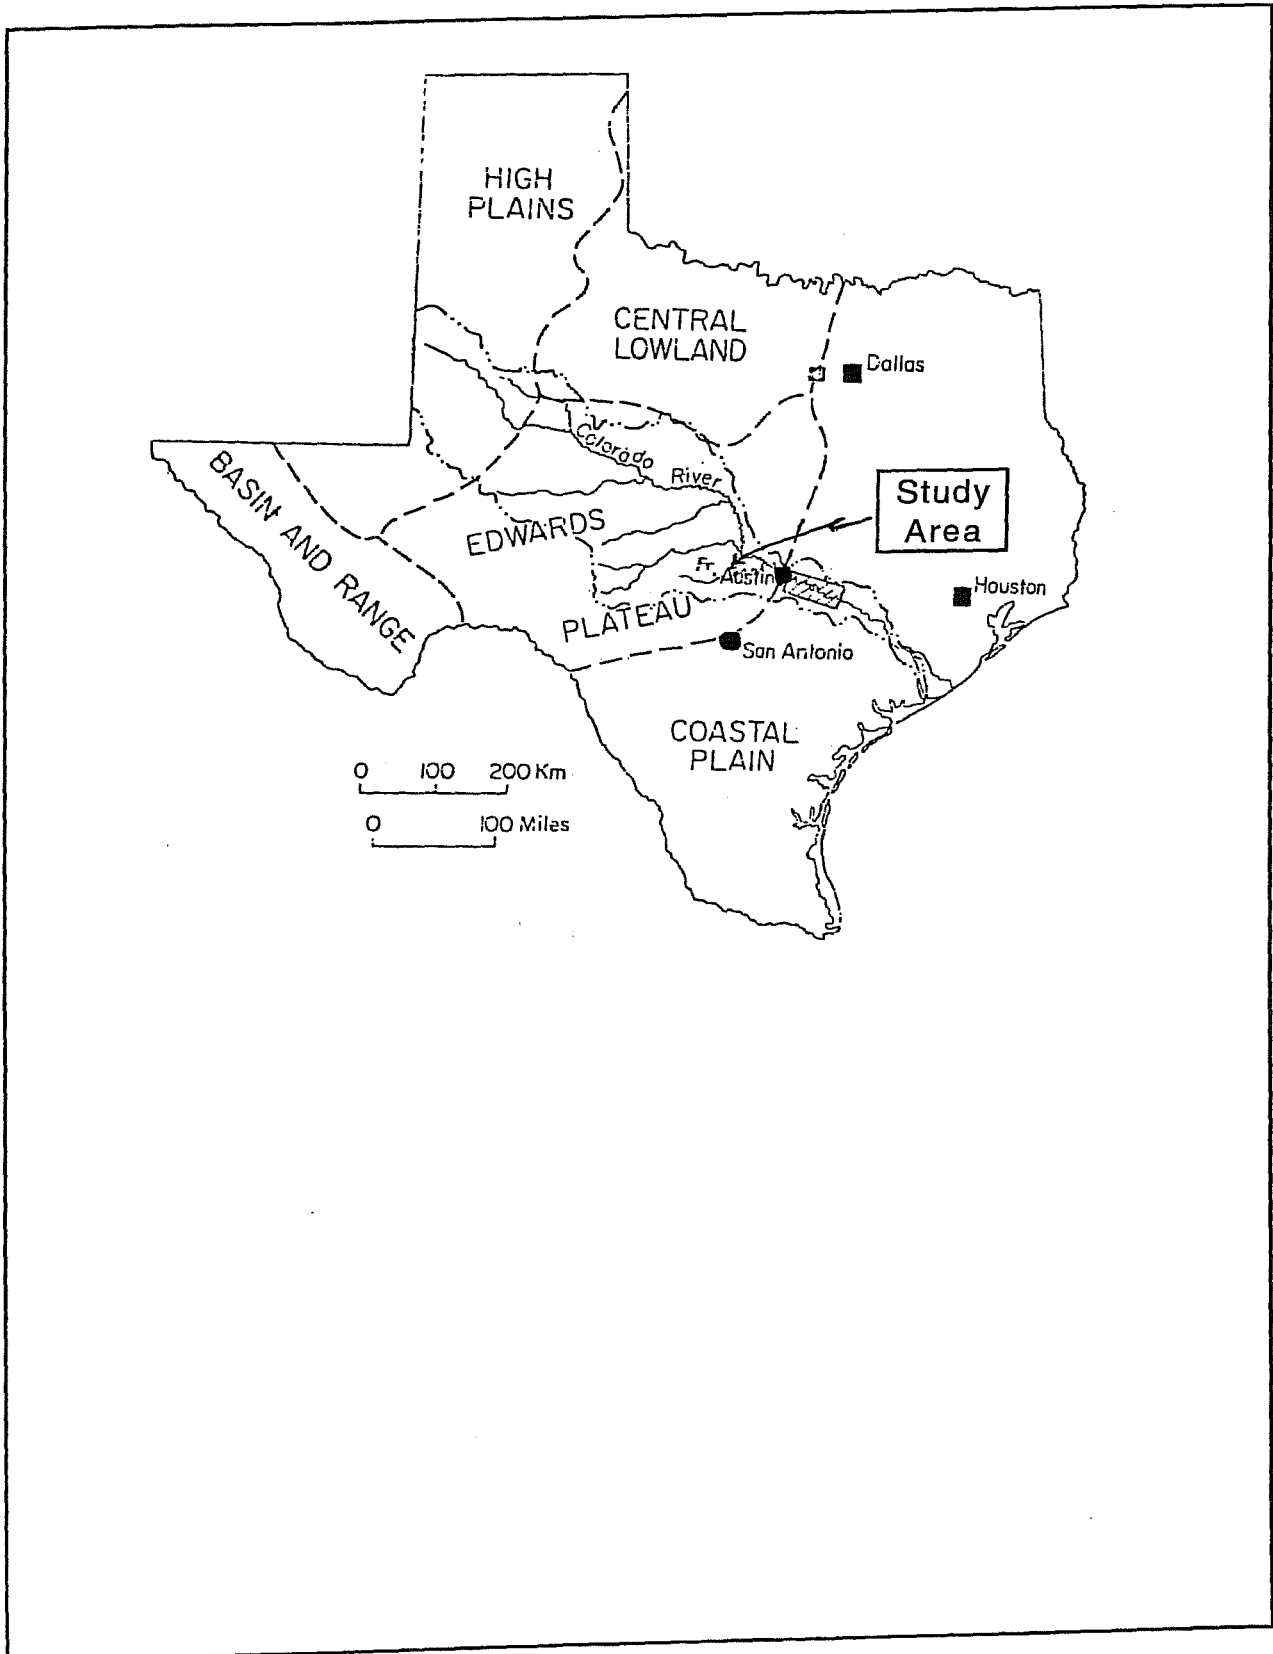 HIGH
PLAINS
CENTRAL
LOWLAND
Dallas
Colorado
River
Study
Area
BASIN AND RANGE
EDWARDS
Fr.
Austin
Houston
PLATEAU
San Antonio
COASTAL
PLAIN
0 100 200 Km
0 100 Miles